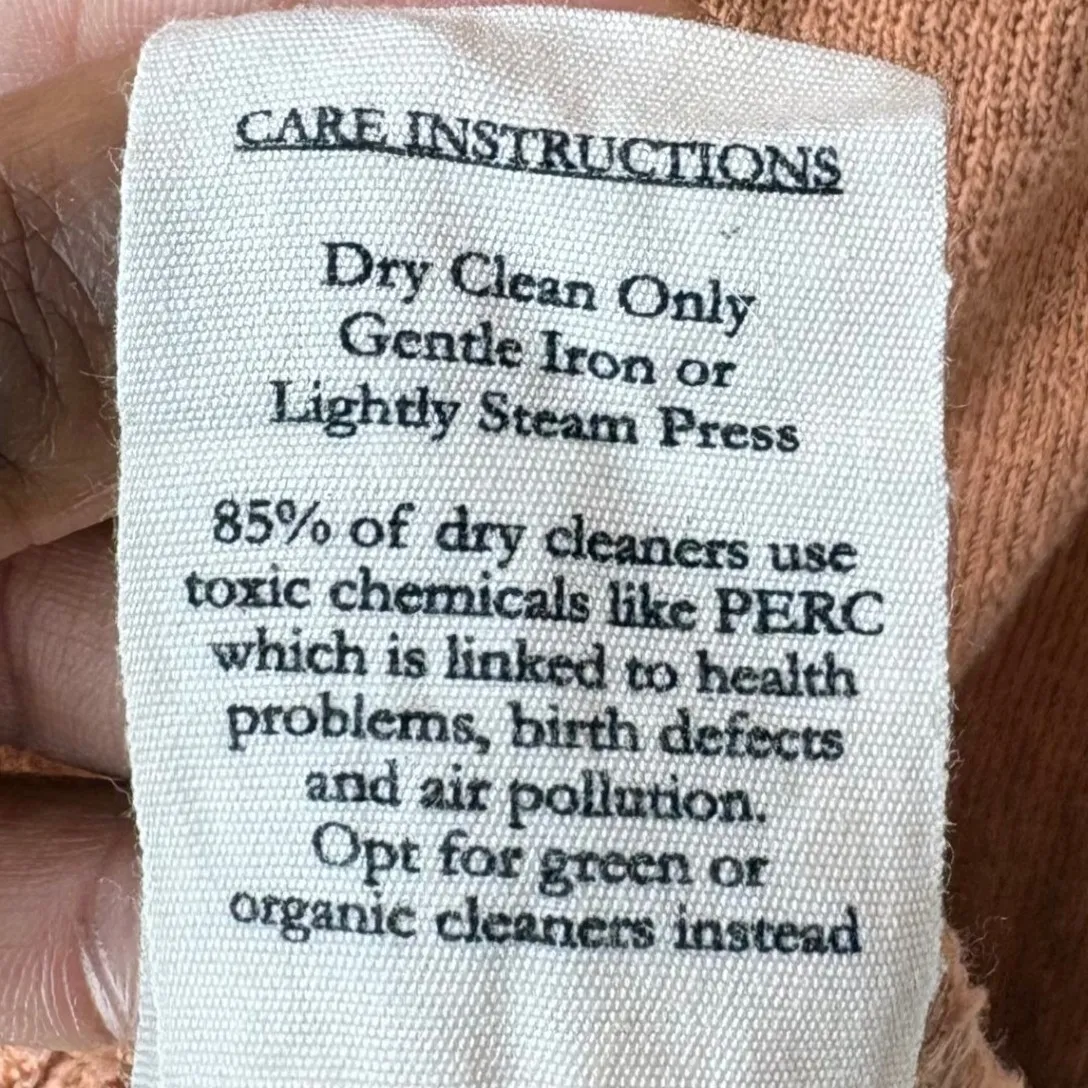 CARE INSTRUCTIONS
Dry Clean Only
Gentle Iron or
Lightly Steam Press
85% of dry cleaners use
toxic chemicals like PERC
which is linked to health
problems, birth defects
and air pollution.
Opt for green or
organic cleaners instead